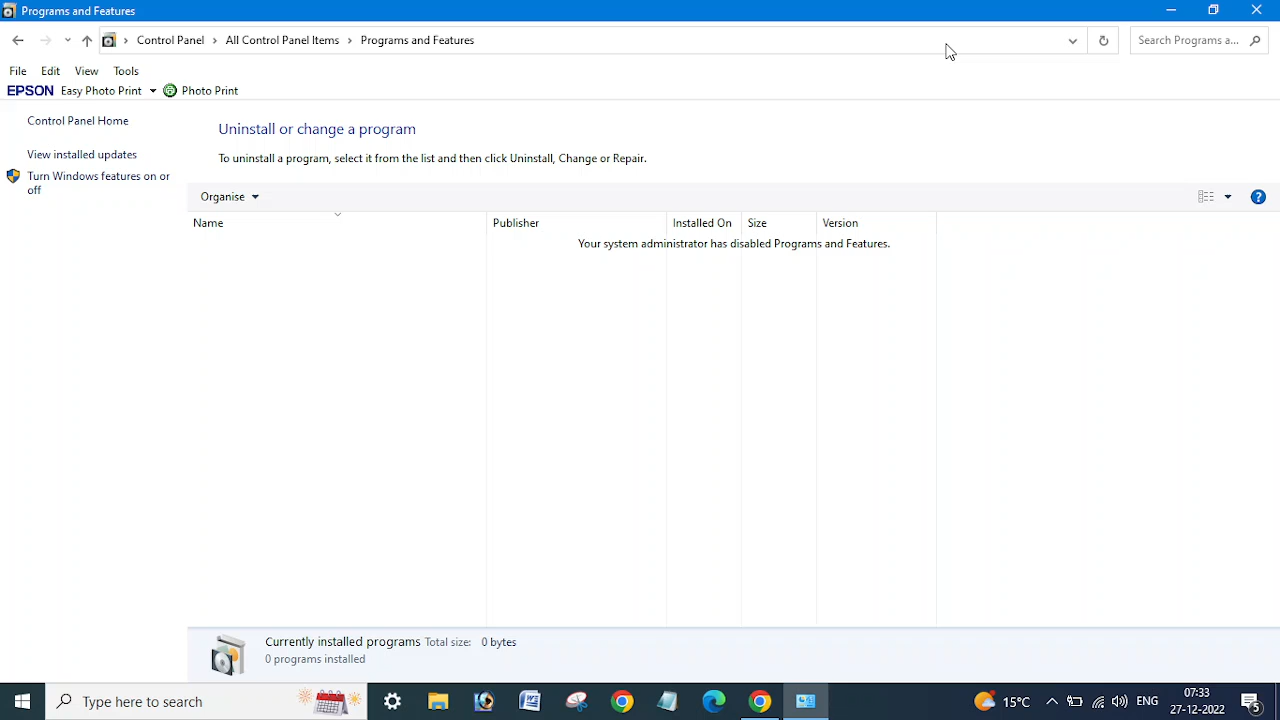 Programs and Features
Control Panel > All Control Panel Items > Programs and Features
Search Programs a...
File Edit View Tools
EPSON Easy Photo Print Photo Print
Control Panel Home
View installed updates
Turn Windows features on or
off
Uninstall or change a program
To uninstall a program, select it from the list and then click Uninstall, Change or Repair.
Organise
Name Publisher Installed On Size Version
Your system administrator has disabled Programs and Features.
Currently installed programs Total size: 0 bytes
0 programs installed
Type here to search
15°C ENG
07:33
27-12-2022
5